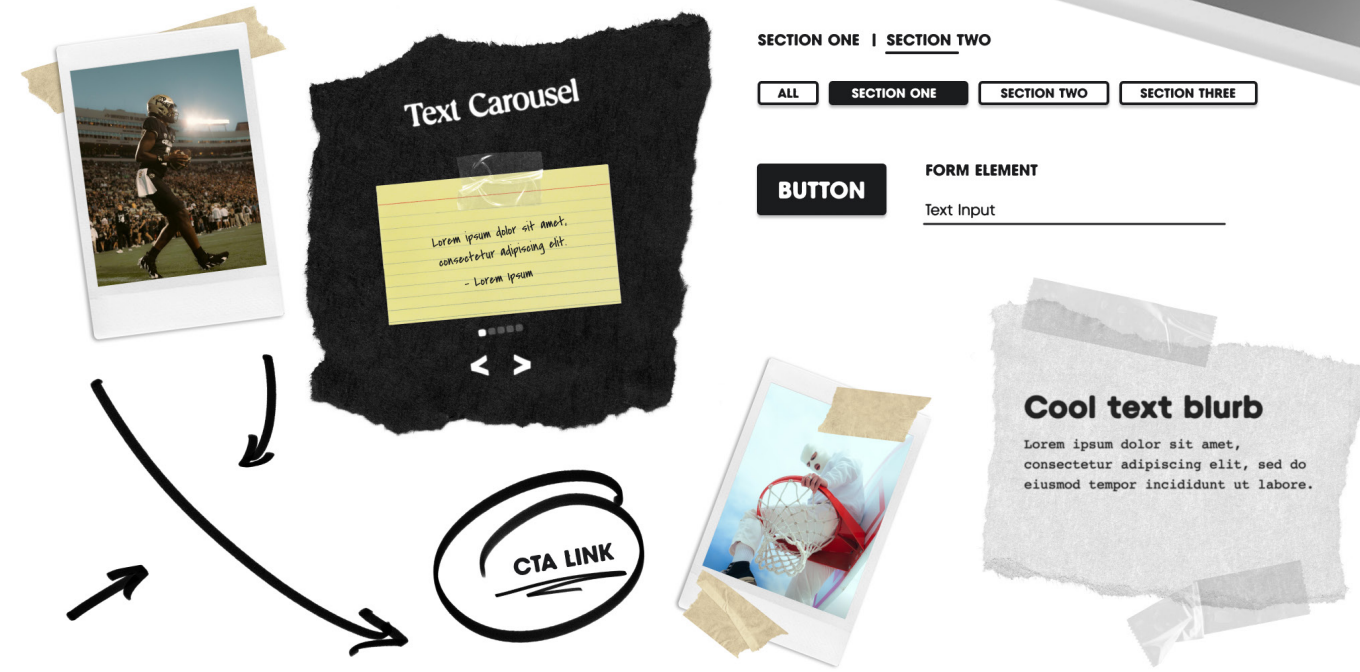 SECTION ONE | SECTION TWO
ALL
SECTION ONE
SECTION TWO
SECTION THREE
Text Carousel
Lorem ipsum dolor sit amet,
consectetur adipiscing elit.
- Lorem Ipsum
< >
BUTTON
FORM ELEMENT
Text Input
Cool text blurb
Lorem ipsum dolor sit amet,
consectetur adipiscing elit, sed do
eiusmod tempor incididunt ut labore.
CTA LINK